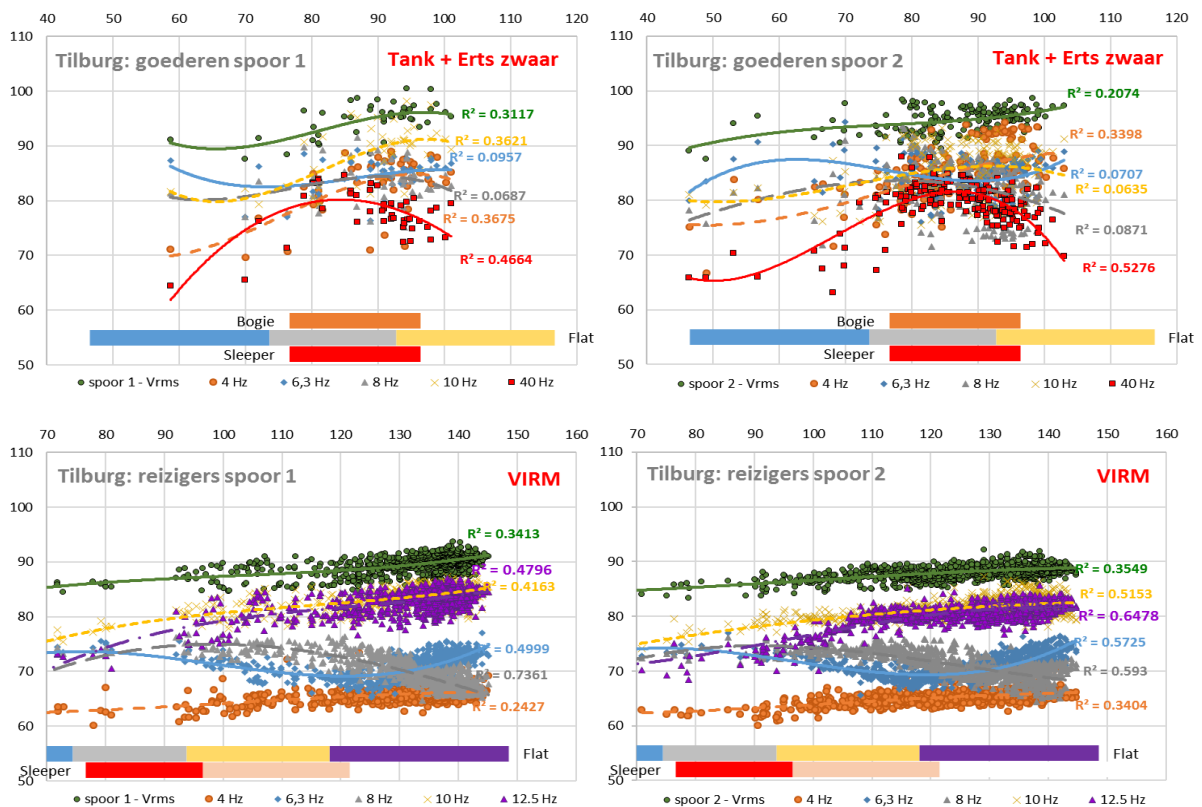 40 50 60 70 80 90 100 110 120
110
100
90
80
70
60
50
Tilburg: goederen spoor 1
Tank + Erts zwaar
R² = 0.3117
R² = 0.3621
R² = 0.0957
R² = 0.0687
R² = 0.3675
R² = 0.4664
Bogie
Flat
Sleeper
spoor 1 - Vrms 4 Hz 6,3 Hz 8 Hz 10 Hz 40 Hz
40 50 60 70 80 90 100 110 120
110
100
90
80
70
60
50
Tilburg: goederen spoor 2
Tank + Erts zwaar
R² = 0.2074
R² = 0.3398
R² = 0.0707
R² = 0.0635
R² = 0.0871
R² = 0.5276
Bogie
Flat
Sleeper
spoor 2 - Vrms 4 Hz 6,3 Hz 8 Hz 10 Hz 40 Hz
70 80 90 100 110 120 130 140 150 160
110
100
90
80
70
60
50
Tilburg: reizigers spoor 1
VIRM
R² = 0.3413
R² = 0.4796
R² = 0.4163
R² = 0.4999
R² = 0.7361
R² = 0.2427
Flat
Sleeper
spoor 1 - Vrms 4 Hz 6,3 Hz 8 Hz 10 Hz 12.5 Hz
70 80 90 100 110 120 130 140 150 160
110
100
90
80
70
60
50
Tilburg: reizigers spoor 2
VIRM
R² = 0.3549
R² = 0.5153
R² = 0.6478
R² = 0.5725
R² = 0.593
R² = 0.3404
Flat
Sleeper
spoor 2 - Vrms 4 Hz 6,3 Hz 8 Hz 10 Hz 12.5 Hz